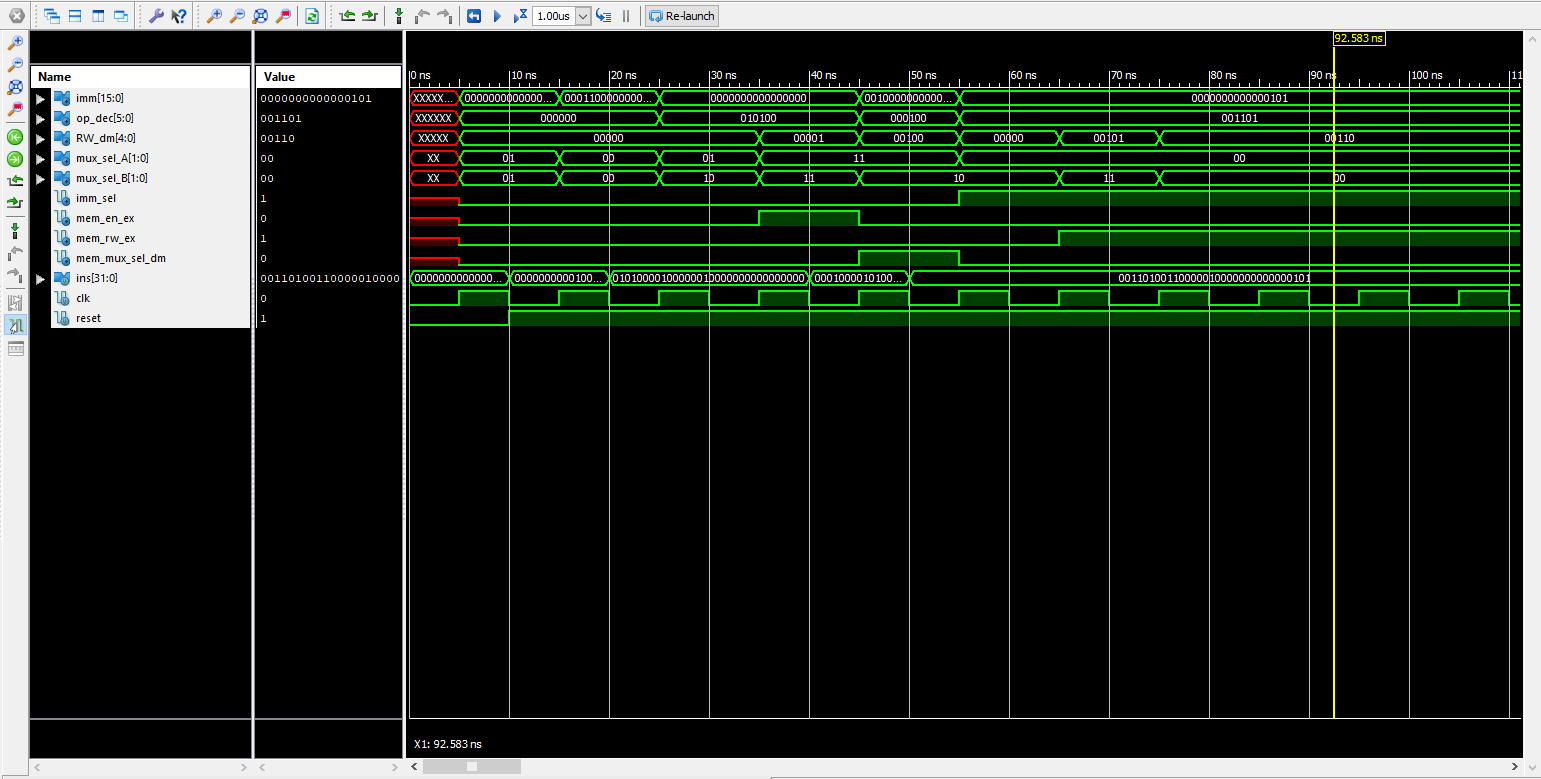 1.00us Re-launch
92.583 ns
Name Value
0 ns 10 ns 20 ns 30 ns 40 ns 50 ns 60 ns 70 ns 80 ns 90 ns 100 ns 11
imm[15:0] 0000000000000101 XXXXX... 0000000000000... 0001100000000... 0000000000000000 0010000000000... 0000000000000101
op_dec[5:0] 001101 XXXXXX 000000 010100 000100 001101
RW_dm[4:0] 00110 XXXXX 00000 00001 00100 00000 00101 00110
mux_sel_A[1:0] 00 XX 01 00 01 11 00
mux_sel_B[1:0] 00 XX 01 00 10 11 10 11 00
imm_sel 1
mem_en_ex 0
mem_rw_ex 1
mem_mux_sel_dm 0
ins[31:0] 00110100110000010000 0000000000000... 0000000000100... 01010000100000010000000000000000 0001000010100... 00110100110000010000000000000101
clk 0
reset 1
X1: 92.583 ns